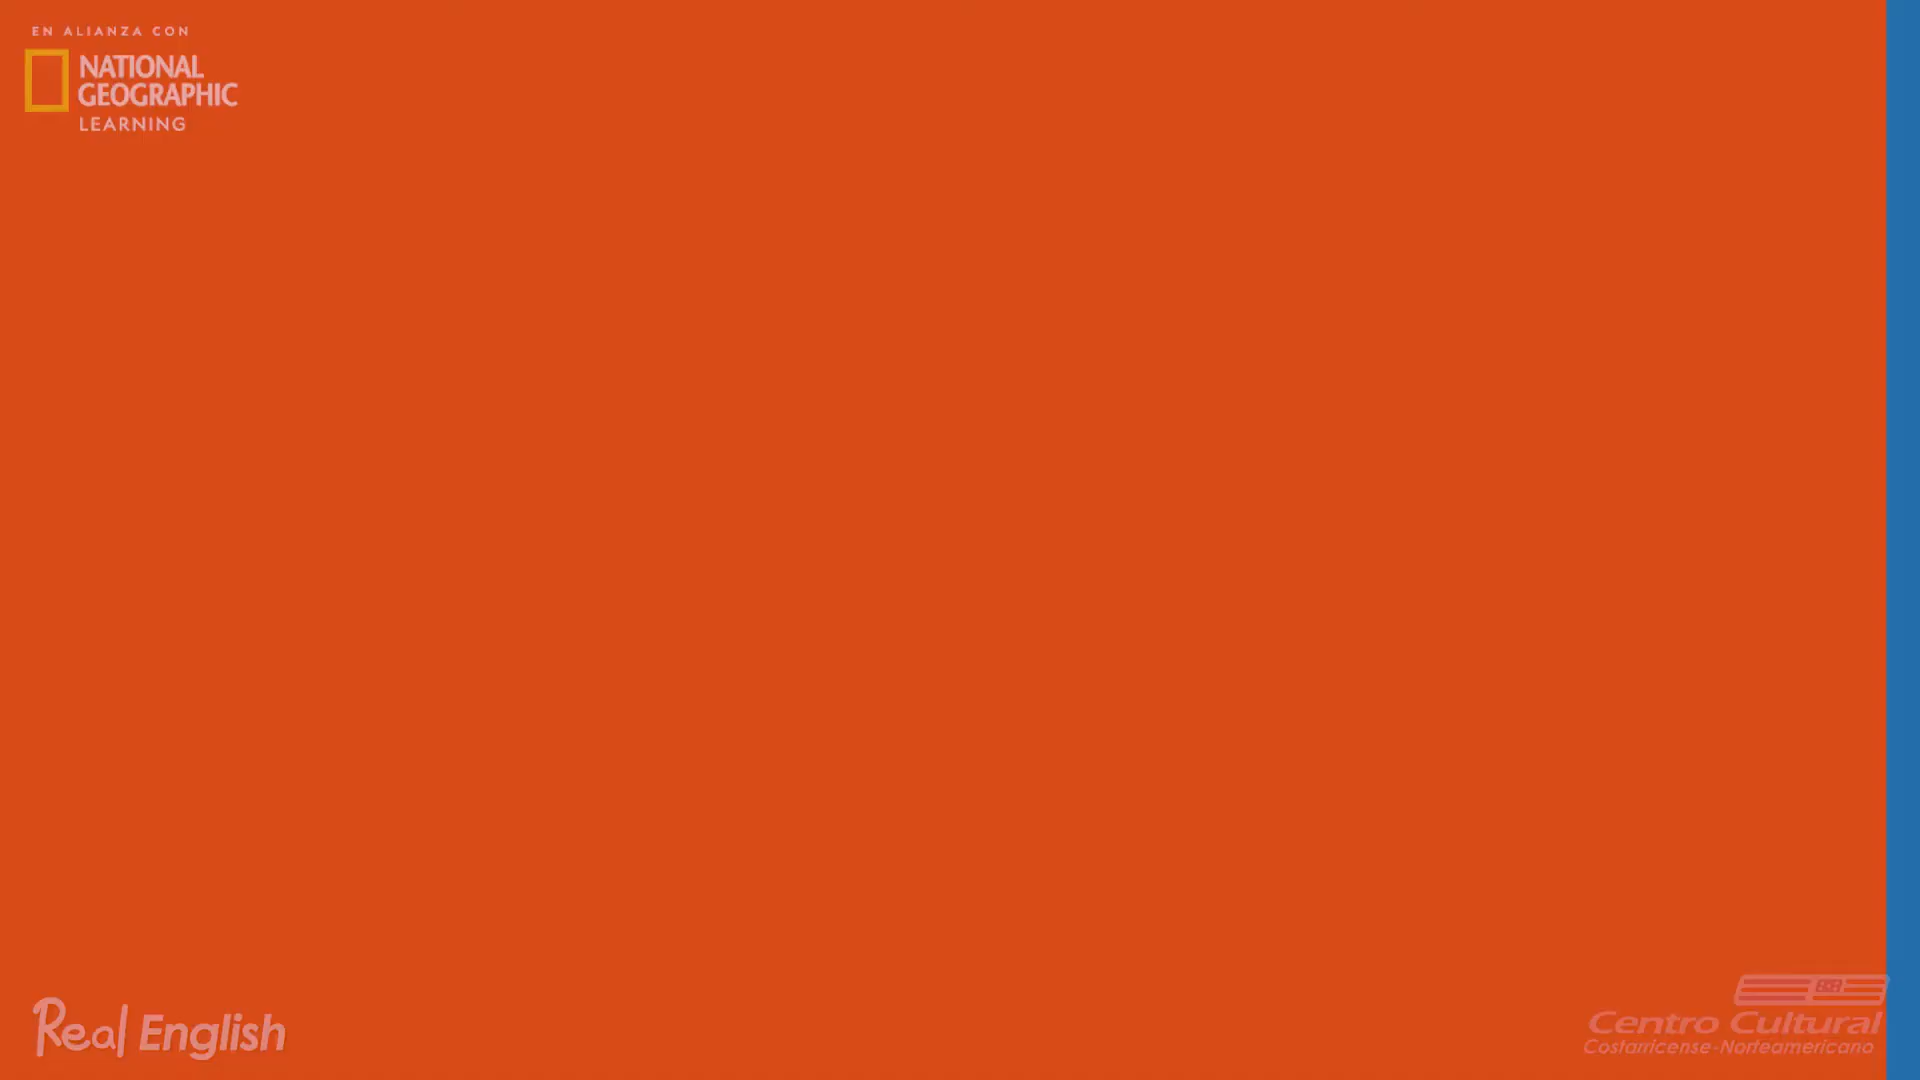 EN ALIANZA CON
NATIONAL
GEOGRAPHIC
LEARNING
Real English
Centro Cultural
Costarricense-Norteamericano